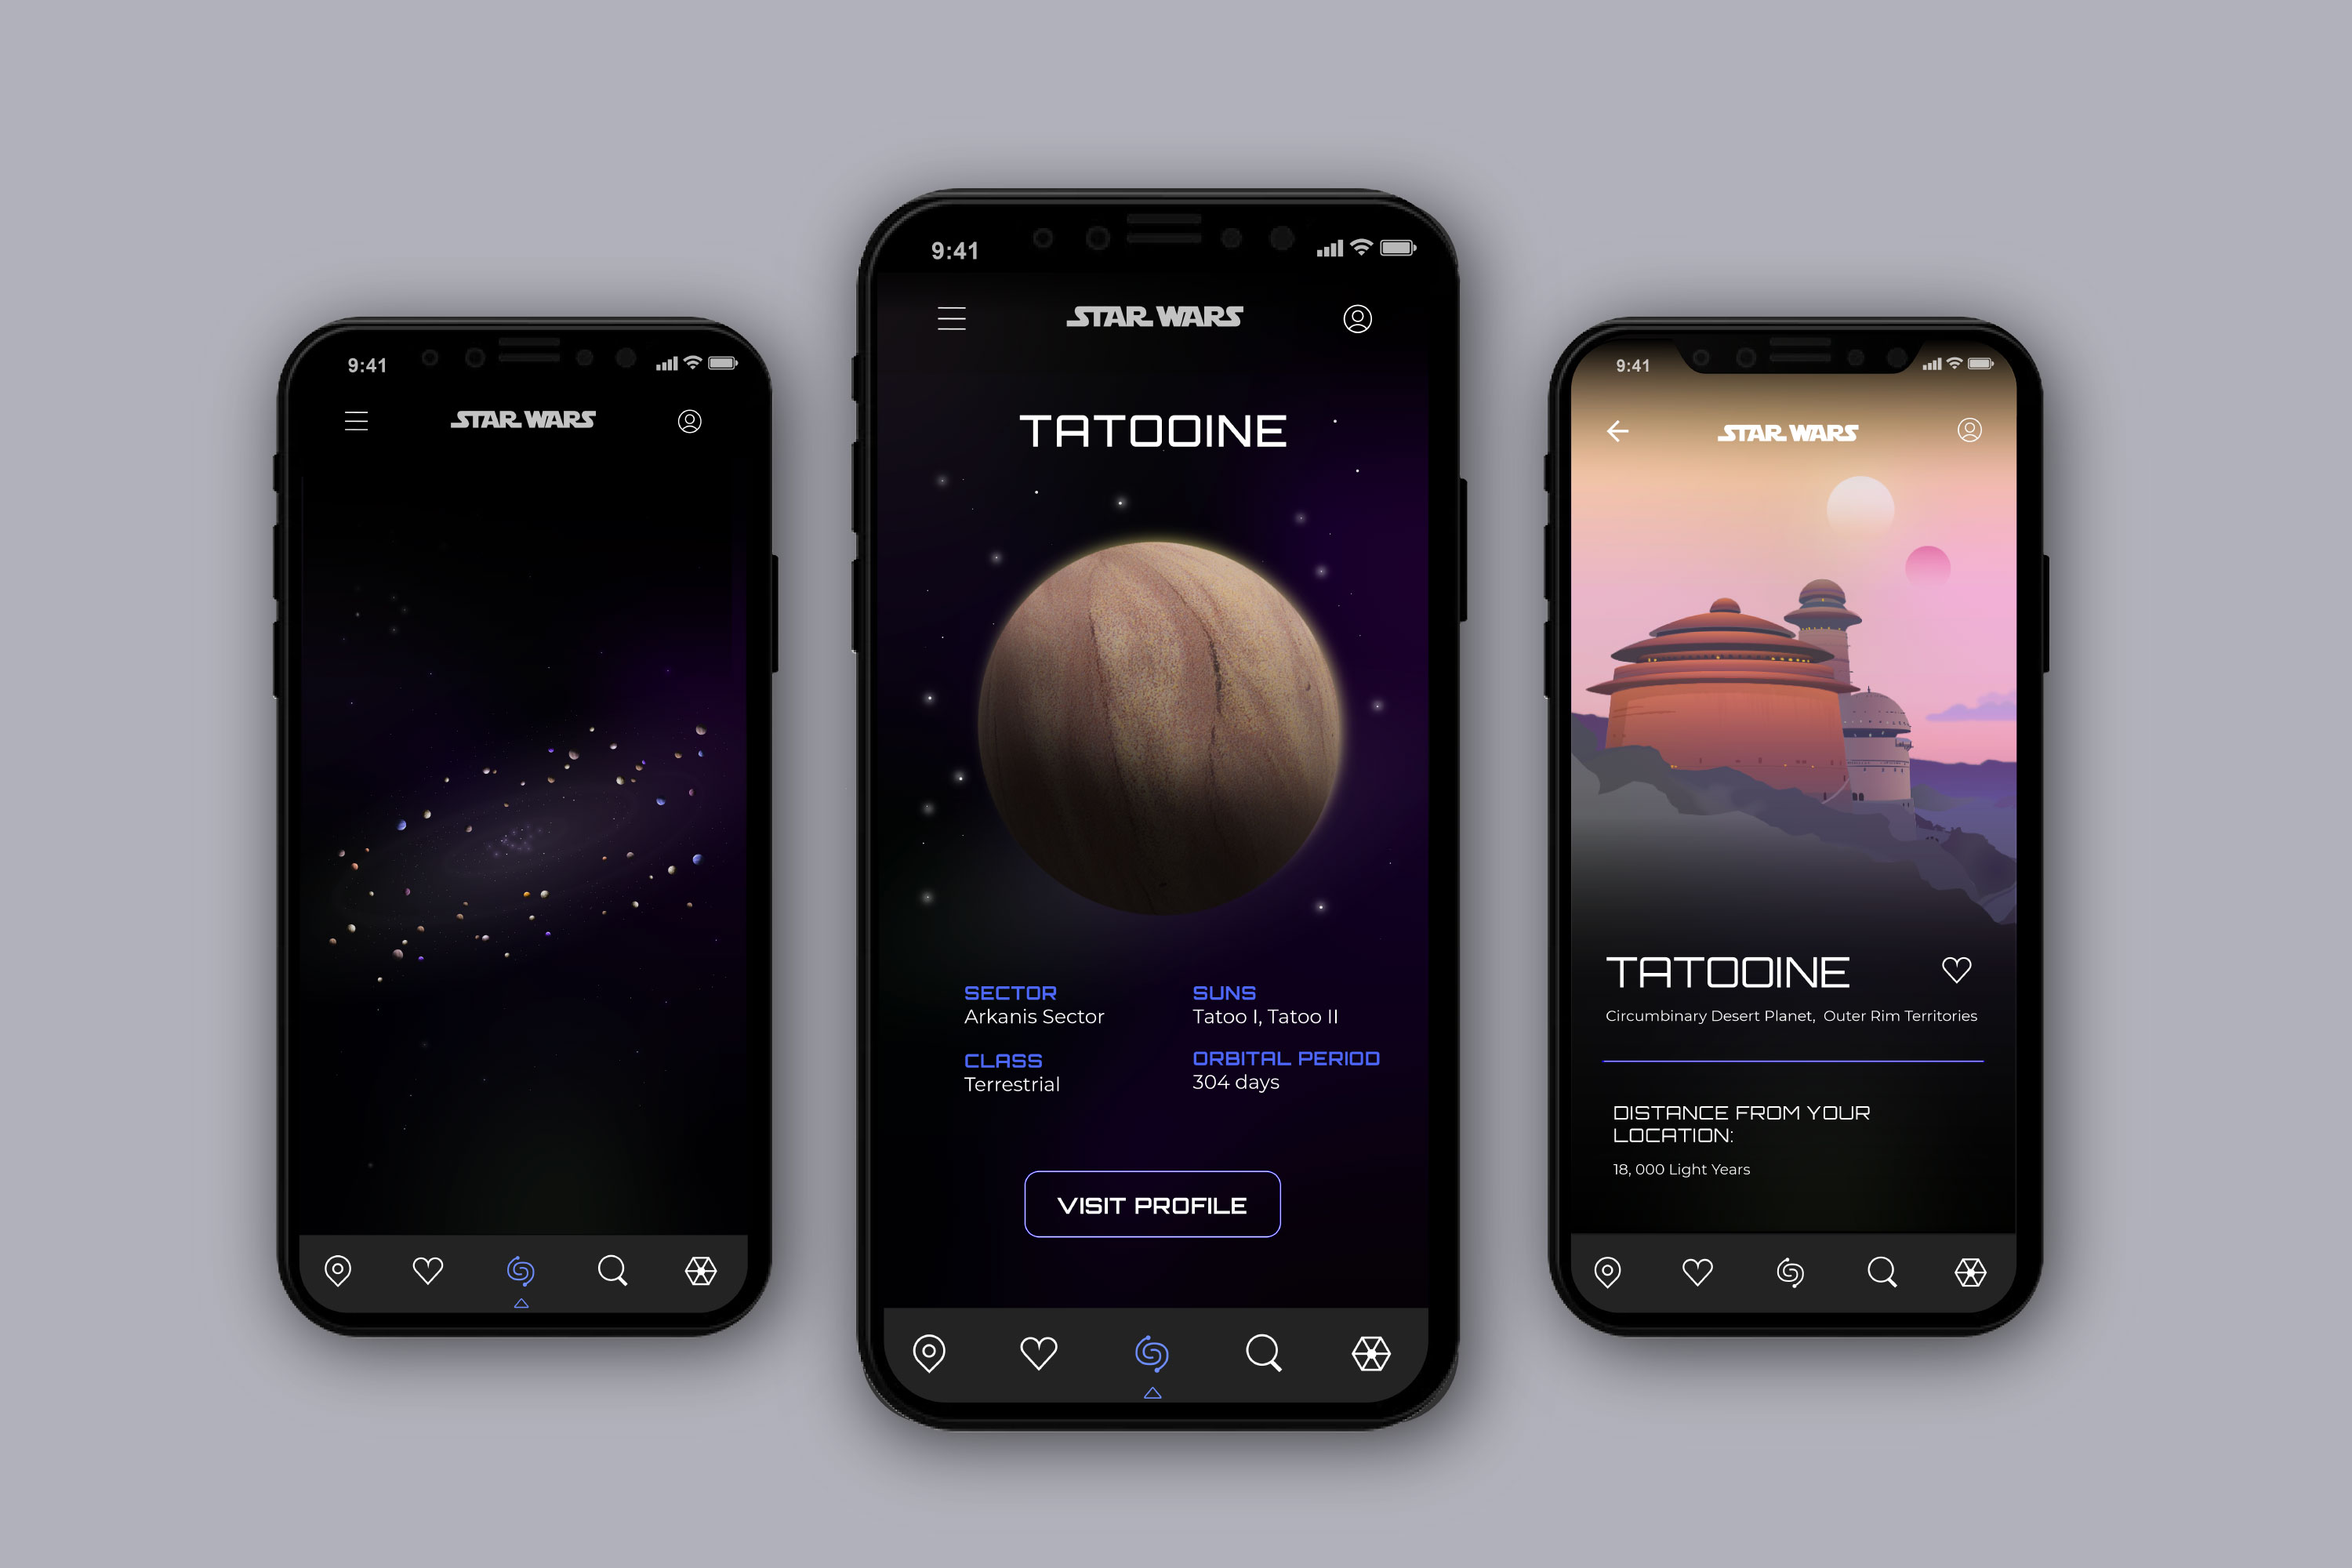 9:41
STAR WARS
9:41
STAR WARS
TATOOINE
SECTOR
Arkanis Sector
SUNS
Tatoo I, Tatoo II
CLASS
Terrestrial
ORBITAL PERIOD
304 days
VISIT PROFILE
9:41
STAR WARS
TATOOINE
Circumbinary Desert Planet,  Outer Rim Territories
DISTANCE FROM YOUR
LOCATION:
18, 000 Light Years